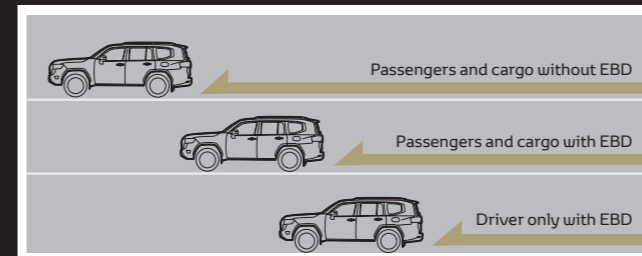 Passengers and cargo without EBD
Passengers and cargo with EBD
Driver only with EBD